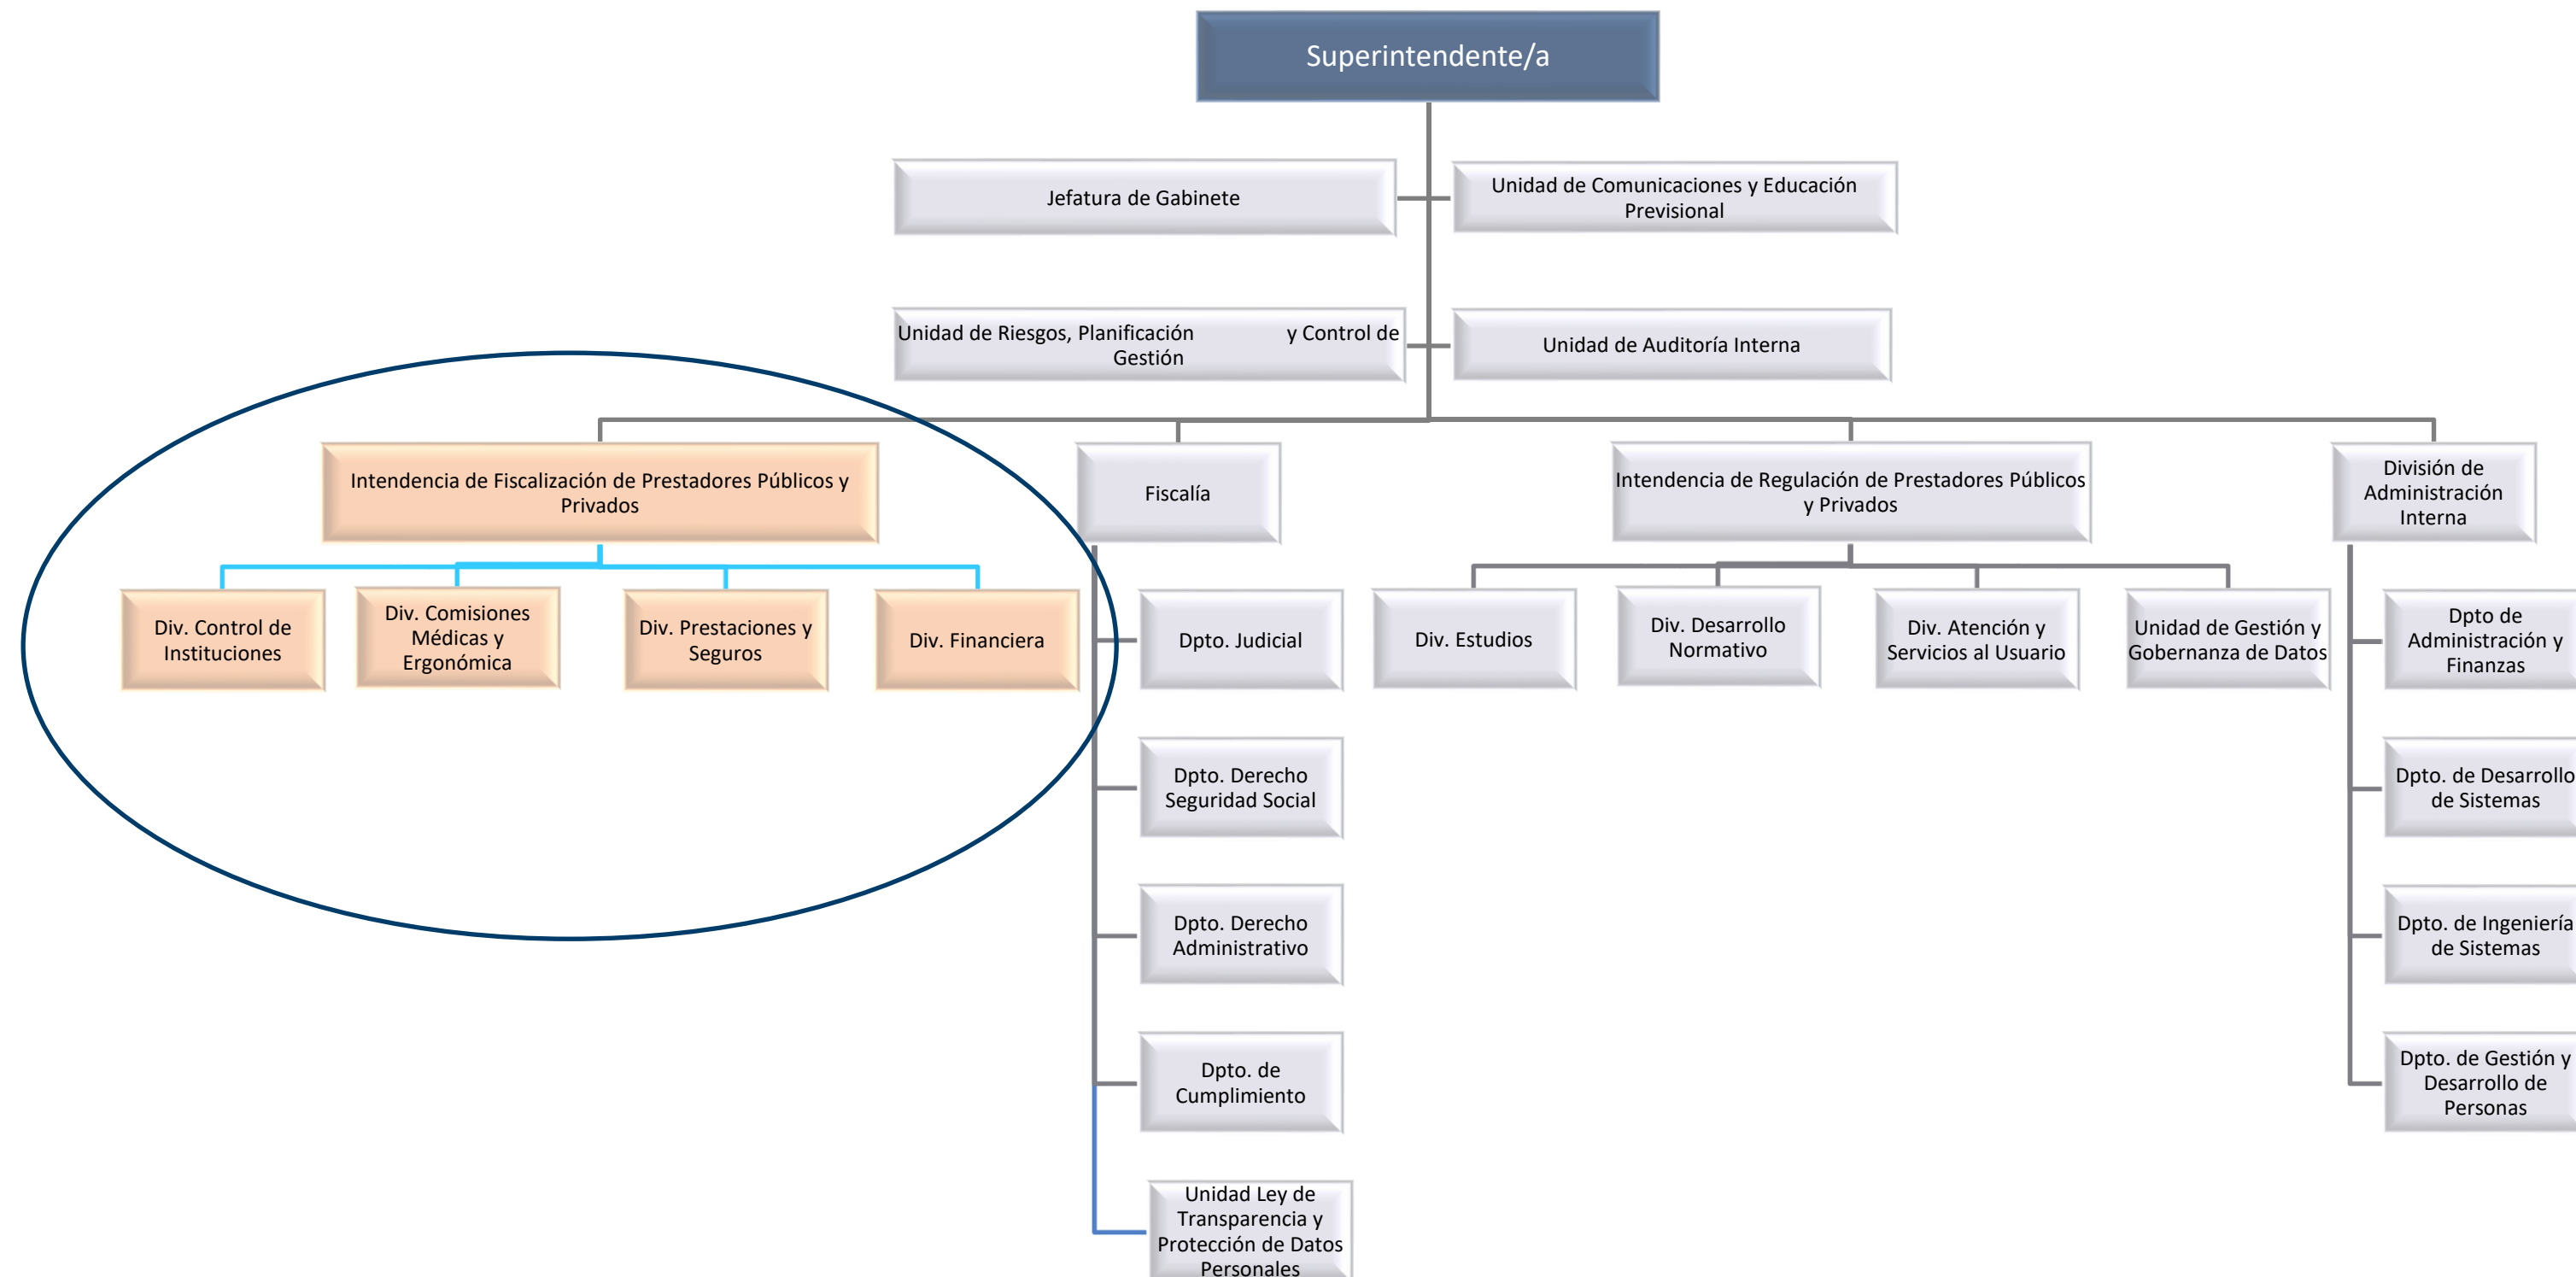 Superintendente/a
Jefatura de Gabinete
Unidad de Comunicaciones y Educación
Previsional
Unidad de Riesgos, Planificación y Control de
Gestión
Unidad de Auditoría Interna
Intendencia de Fiscalización de Prestadores Públicos y
Privados
Fiscalía
Intendencia de Regulación de Prestadores Públicos
y Privados
División de
Administración
Interna
Div. Control de
Instituciones
Div. Comisiones
Médicas y
Ergonómica
Div. Prestaciones y
Seguros
Div. Financiera
Dpto. Judicial
Div. Estudios
Div. Desarrollo
Normativo
Div. Atención y
Servicios al Usuario
Unidad de Gestión y
Gobernanza de Datos
Dpto de
Administración y
Finanzas
Dpto. Derecho
Seguridad Social
Dpto. de Desarrollo
de Sistemas
Dpto. Derecho
Administrativo
Dpto. de Ingeniería
de Sistemas
Dpto. de
Cumplimiento
Dpto. de Gestión y
Desarrollo de
Personas
Unidad Ley de
Transparencia y
Protección de Datos
Personales